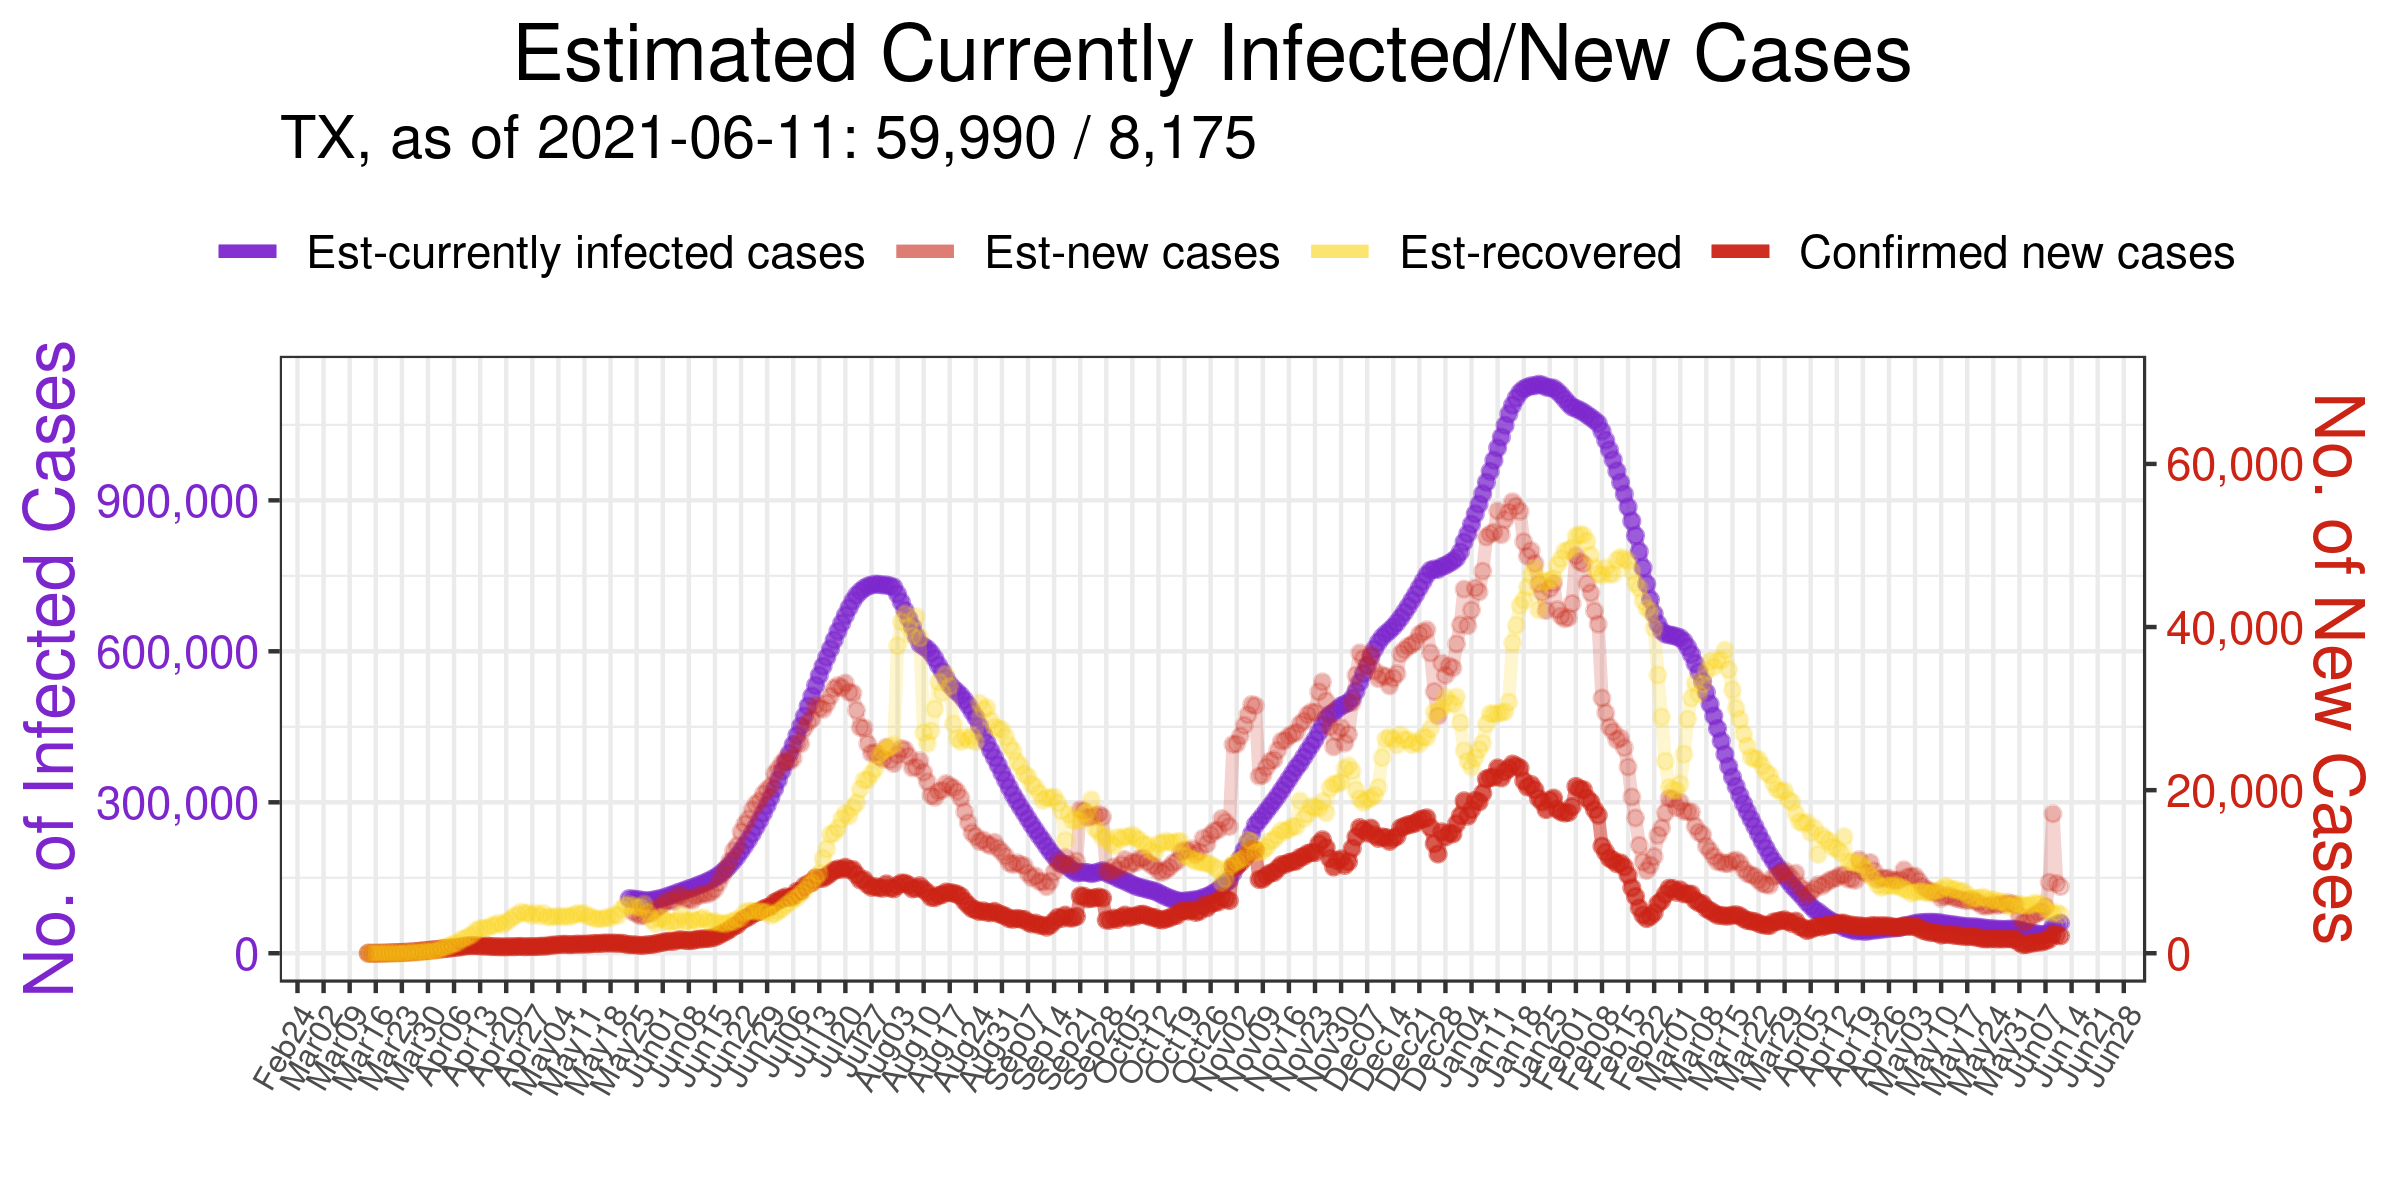 Estimated Currently Infected/New Cases
TX, as of 2021-06-11: 59,990 / 8,175
Est-currently infected cases Est-new cases Est-recovered Confirmed new cases
No. of Infected Cases
900,000
600,000
300,000
0
60,000
40,000
20,000
0
No. of New Cases
Feb24 Mar02 Mar09 Mar16 Mar23 Mar30 Apr06 Apr13 Apr20 Apr27 May04 May11 May18 May25 Jun01 Jun08 Jun15 Jun22 Jun29 Jul06 Jul13 Jul20 Jul27 Aug03 Aug10 Aug17 Aug24 Aug31 Sep07 Sep14 Sep21 Sep28 Oct05 Oct12 Oct19 Oct26 Nov02 Nov09 Nov16 Nov23 Nov30 Dec07 Dec14 Dec21 Dec28 Jan04 Jan11 Jan18 Jan25 Feb01 Feb08 Feb15 Feb22 Mar01 Mar08 Mar15 Mar22 Mar29 Apr05 Apr12 Apr19 Apr26 May03 May10 May17 May24 May31 Jun07 Jun14 Jun21 Jun28